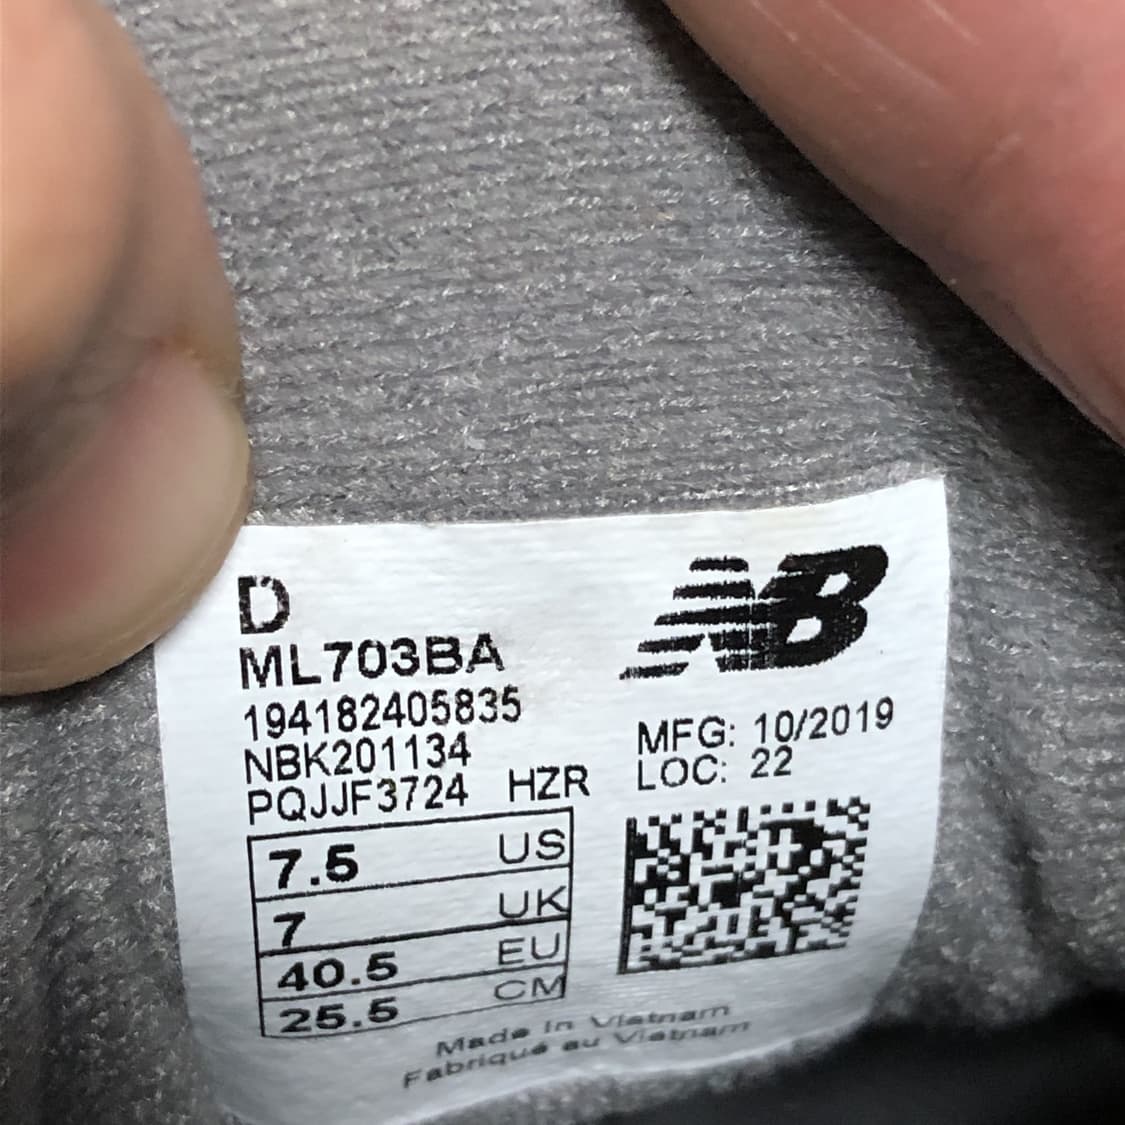 D
NB
ML703BA
194182405835
NBK201134
PQJJF3724 HZR
MFG: 10/2019
LOC: 22
7.5 US
7 UK
40.5 EU
25.5 CM
Made in Vietnam
Fabriqué au Vietnam